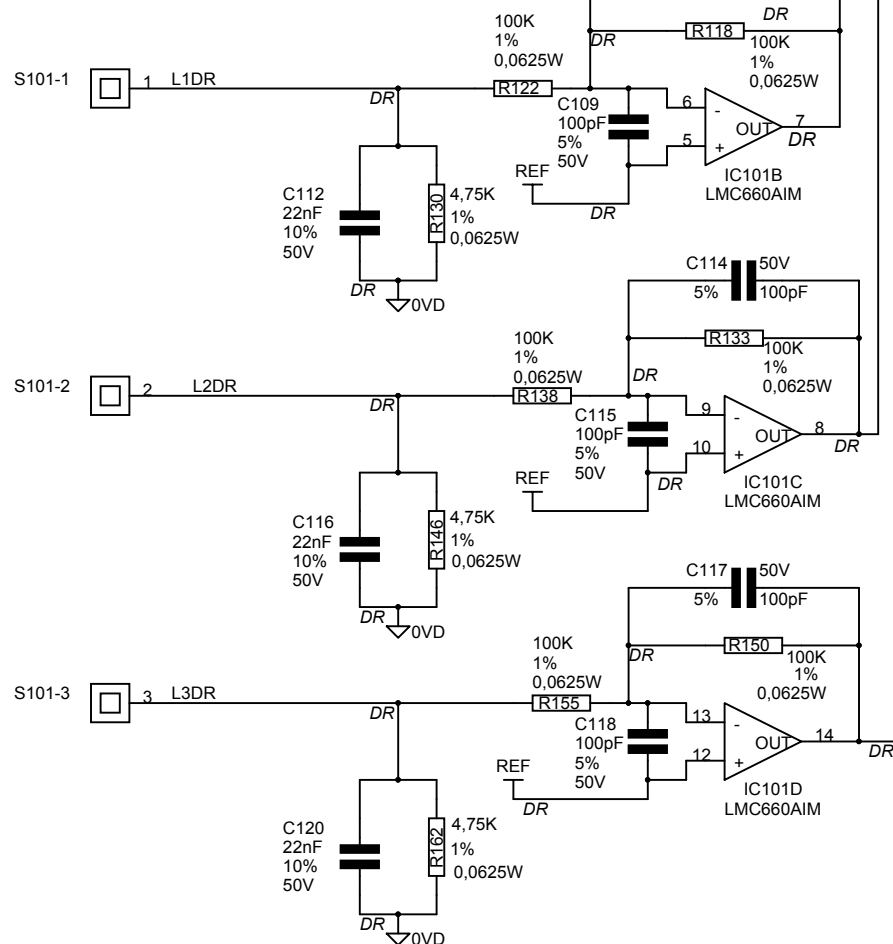 DR
100K
1%
0,0625W
DR
R118
100K
1%
0,0625W
S101-1
1
L1DR
DR
R122
C109
100pF
5%
50V
6
-
5
+
OUT
7
DR
IC101B
LMC660AIM
REF
DR
C112
22nF
10%
50V
R130
4,75K
1%
0,0625W
DR
0VD
C114
50V
5%
100pF
R133
100K
1%
0,0625W
100K
1%
0,0625W
DR
S101-2
2
L2DR
DR
R138
C115
100pF
5%
50V
9
-
10
+
OUT
8
DR
IC101C
LMC660AIM
REF
DR
C116
22nF
10%
50V
R146
4,75K
1%
0,0625W
DR
0VD
C117
50V
5%
100pF
R150
100K
1%
0,0625W
100K
1%
0,0625W
DR
S101-3
3
L3DR
DR
R155
C118
100pF
5%
50V
13
-
12
+
OUT
14
DR
IC101D
LMC660AIM
REF
DR
C120
22nF
10%
50V
R162
4,75K
1%
0,0625W
DR
0VD